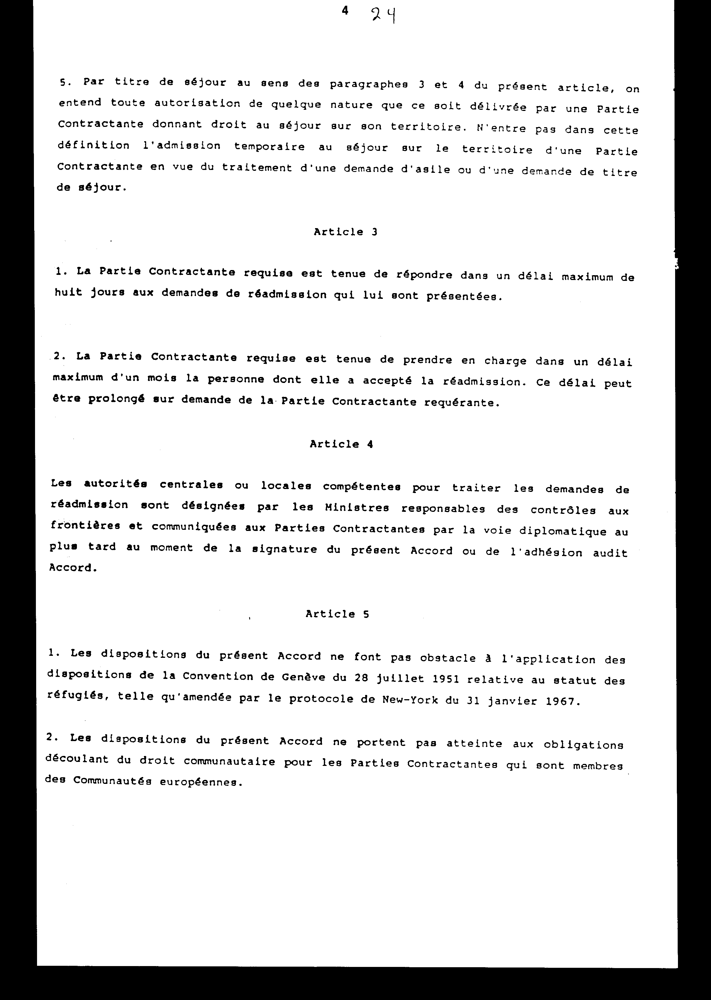 4 24
5. Par titre de séjour au sens des paragraphes 3 et 4 du présent article, on
entend toute autorisation de quelque nature que ce soit délivrée par une Partie
Contractante donnant droit au séjour sur son territoire. N'entre pas dans cette
définition l'admission temporaire au séjour sur le territoire d'une Partie
Contractante en vue du traitement d'une demande d'asile ou d'une demande de titre
de séjour.
Article 3
1. La Partie Contractante requise est tenue de répondre dans un délai maximum de
huit jours aux demandes de réadmission qui lui sont présentées.
2. La Partie Contractante requise est tenue de prendre en charge dans un délai
maximum d'un mois la personne dont elle a accepté la réadmission. Ce délai peut
être prolongé sur demande de la Partie Contractante requérante.
Article 4
Les autorités centrales ou locales compétentes pour traiter les demandes de
réadmission sont désignées par les Ministres responsables des contrôles aux
frontières et communiquées aux Parties Contractantes par la voie diplomatique au
plus tard au moment de la signature du présent Accord ou de l'adhésion audit
Accord.
Article 5
1. Les dispositions du présent Accord ne font pas obstacle à l'application des
dispositions de la Convention de Genève du 28 juillet 1951 relative au statut des
réfugiés, telle qu'amendée par le protocole de New-York du 31 janvier 1967.
2. Les dispositions du présent Accord ne portent pas atteinte aux obligations
découlant du droit communautaire pour les Parties Contractantes qui sont membres
des Communautés européennes.